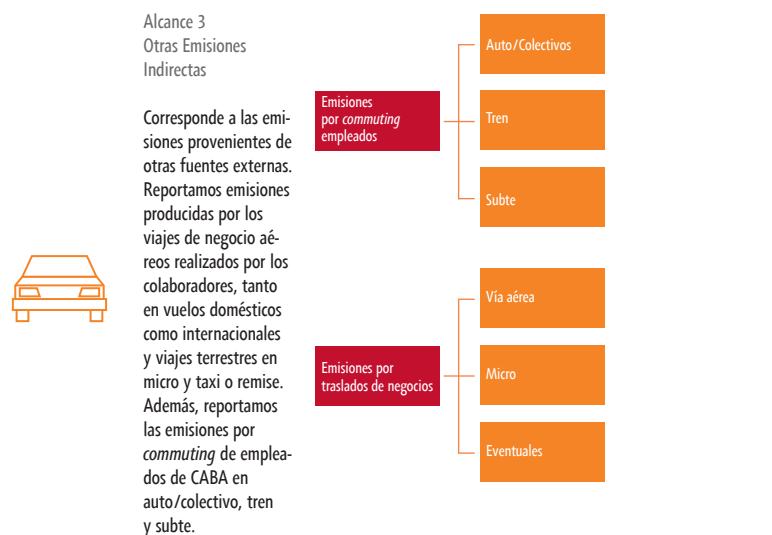 Alcance 3
Otras Emisiones
Indirectas
Corresponde a las emi-
siones provenientes de
otras fuentes externas.
Reportamos emisiones
producidas por los
viajes de negocio aé-
reos realizados por los
colaboradores, tanto
en vuelos domésticos
como internacionales
y viajes terrestres en
micro y taxi o remise.
Además, reportamos
las emisiones por
commuting de emplea-
dos de CABA en
auto/colectivo, tren
y subte.
Emisiones
por commuting
empleados
Auto/Colectivos
Tren
Subte
Emisiones por
traslados de negocios
Vía aérea
Micro
Eventuales